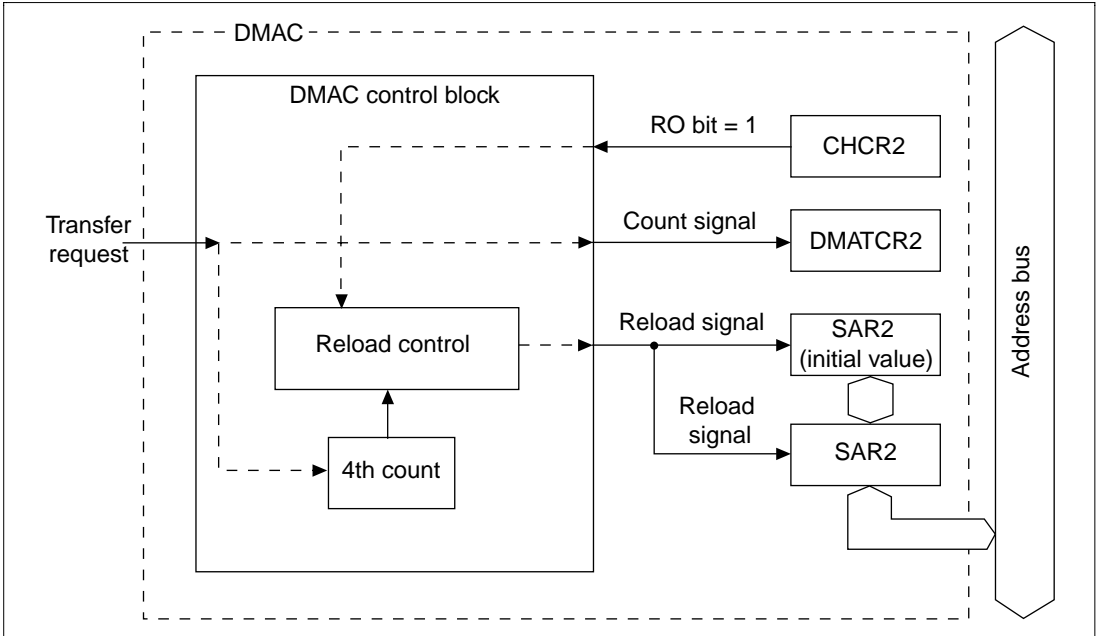 DMAC
DMAC control block
RO bit = 1
CHCR2
Transfer
request
Count signal
DMATCR2
Reload control
Reload signal
SAR2
(initial value)
Reload
signal
SAR2
4th count
Address bus